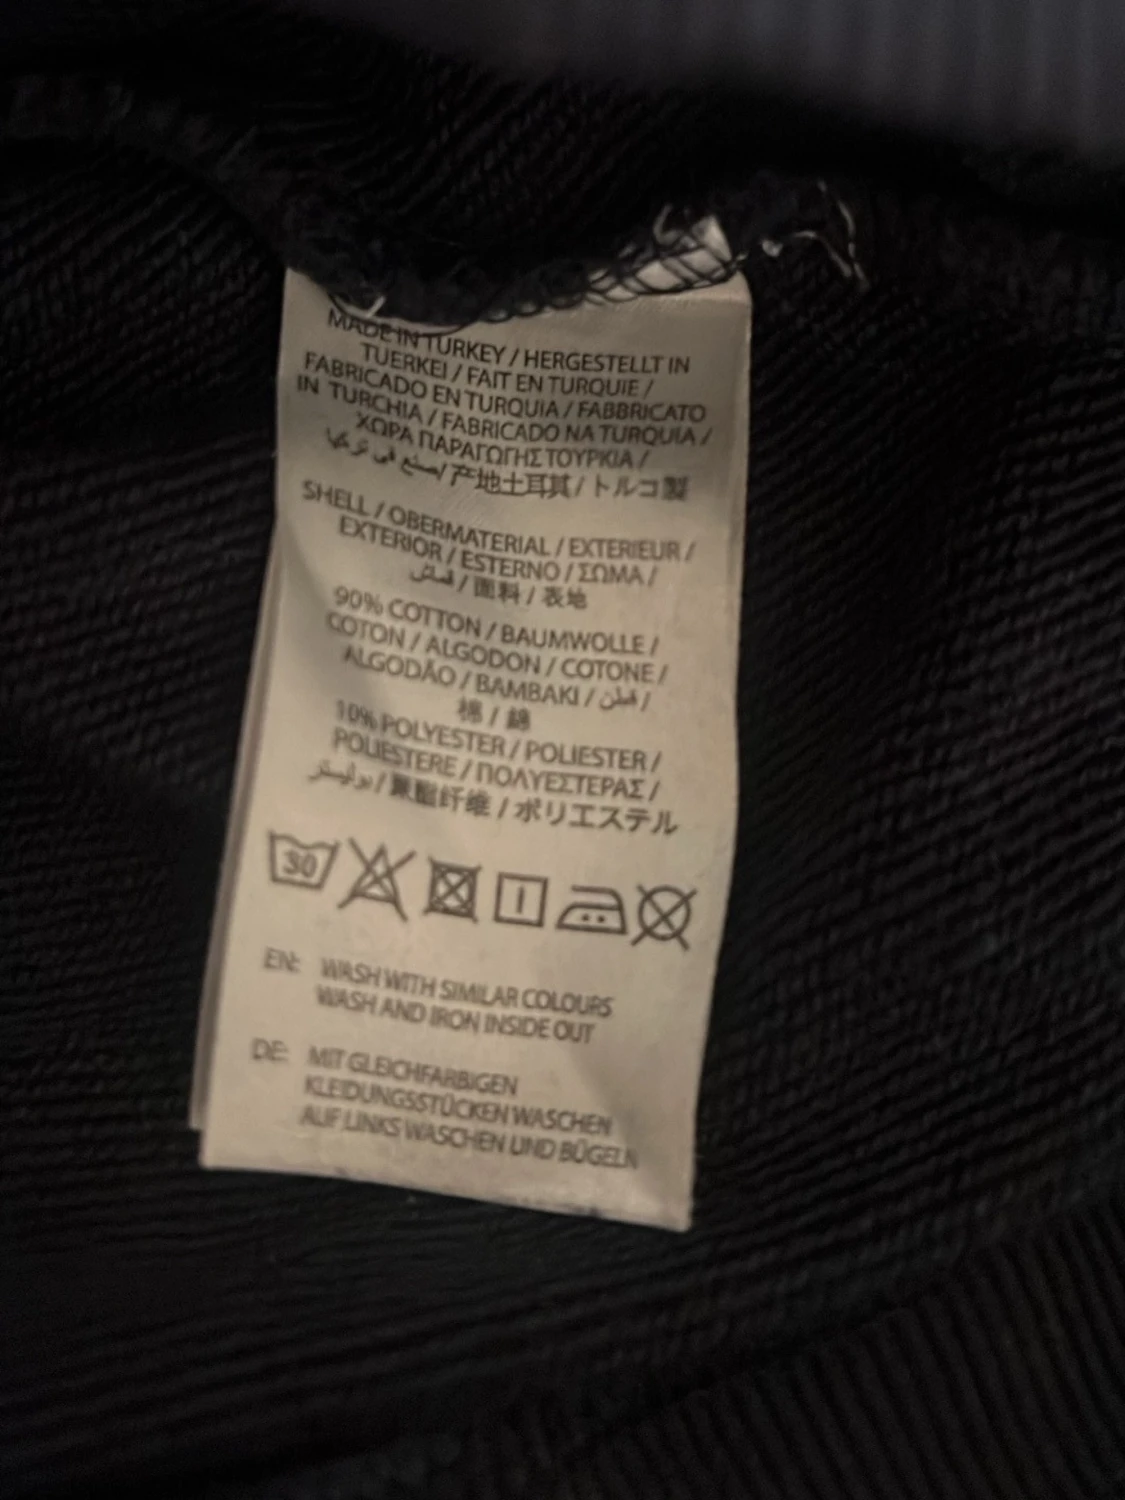 MADE IN TURKEY / HERGESTELLT IN
TUERKEI / FAIT EN TURQUIE /
FABRICADO EN TURQUIA / FABBRICATO
IN TURCHIA / FABRICADO NA TURQUIA /
ΧΩΡΑ ΠΑΡΑΓΩΓΗΣ ΤΟΥΡΚΙΑ /
صنع في تركيا / 产地土耳其 / トルコ製
SHELL / OBERMATERIAL / EXTERIEUR /
EXTERIOR / ESTERNO / ΣΩΜΑ /
قماش / 面料 / 表地
90% COTTON / BAUMWOLLE /
COTON / ALGODON / COTONE /
ALGODÃO / BAMBAKI / قطن /
棉 / 綿
10% POLYESTER / POLIESTER /
POLIESTERE / ΠΟΛΥΕΣΤΕΡΑΣ /
بوليستر / 聚酯纤维 / ポリエステル
30
EN: WASH WITH SIMILAR COLOURS
WASH AND IRON INSIDE OUT
DE: MIT GLEICHFARBIGEN
KLEIDUNGSSTÜCKEN WASCHEN
AUF LINKS WASCHEN UND BÜGELN